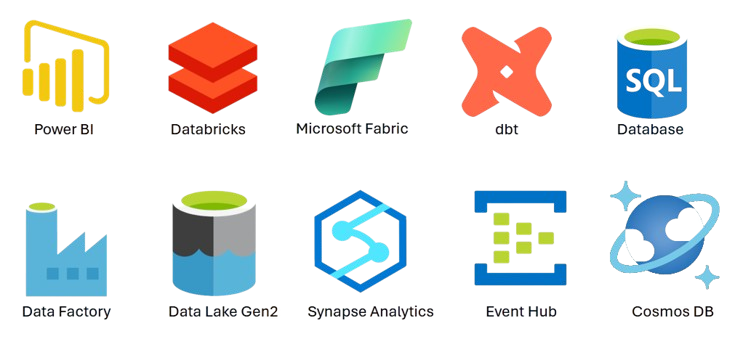 Power BI
Databricks
Microsoft Fabric
dbt
SQL
Database
Data Factory
Data Lake Gen2
Synapse Analytics
Event Hub
Cosmos DB